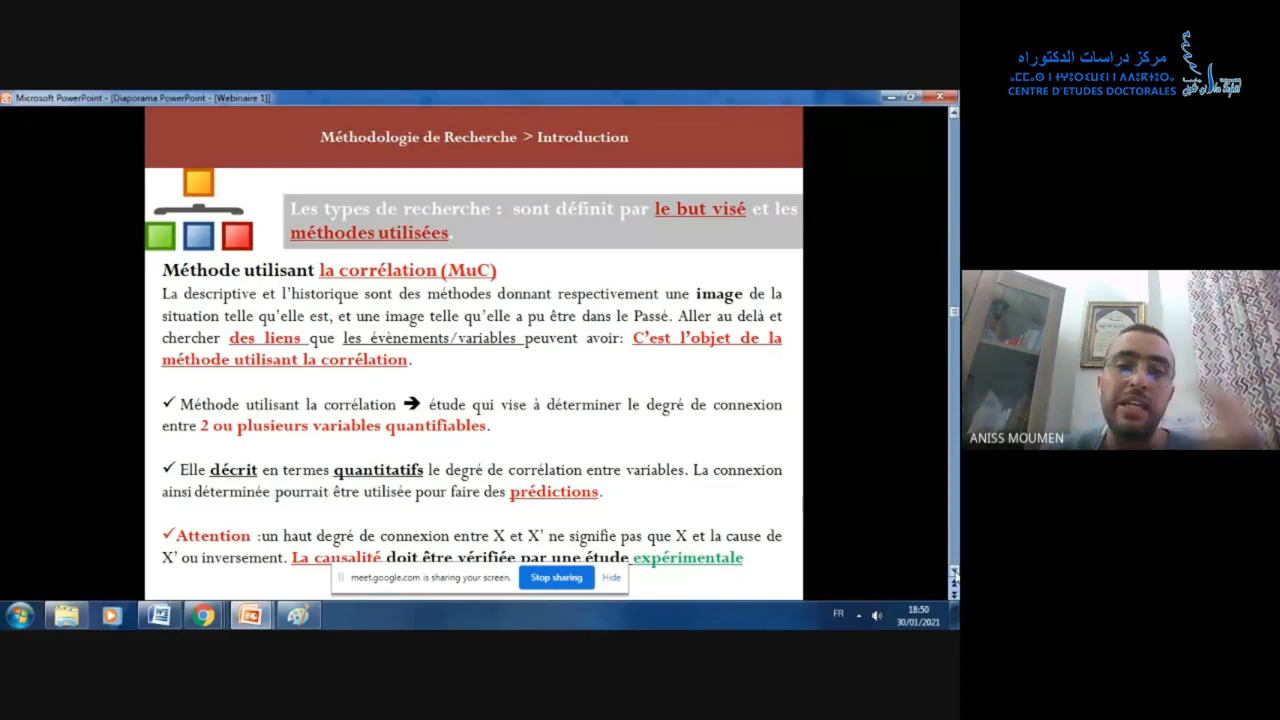 Microsoft PowerPoint - [Diaporama PowerPoint - [Webinaire 1]]
Méthodologie de Recherche > Introduction
Les types de recherche : sont définit par le but visé et les
méthodes utilisées.
Méthode utilisant la corrélation (MuC)
La descriptive et l’historique sont des méthodes donnant respectivement une image de la
situation telle qu’elle est, et une image telle qu’elle a pu être dans le Passé. Aller au delà et
chercher des liens que les évènements/variables peuvent avoir: C’est l’objet de la
méthode utilisant la corrélation.
✓ Méthode utilisant la corrélation ➔ étude qui vise à déterminer le degré de connexion
entre 2 ou plusieurs variables quantifiables.
✓ Elle décrit en termes quantitatifs le degré de corrélation entre variables. La connexion
ainsi déterminée pourrait être utilisée pour faire des prédictions.
✓Attention :un haut degré de connexion entre X et X’ ne signifie pas que X et la cause de
X’ ou inversement. La causalité doit être vérifiée par une étude expérimentale
meet.google.com is sharing your screen. Stop sharing Hide
FR
18:50
30/01/2021
مركز دراسات الدكتوراه
CENTRE D'ETUDES DOCTORALES
ANISS MOUMEN